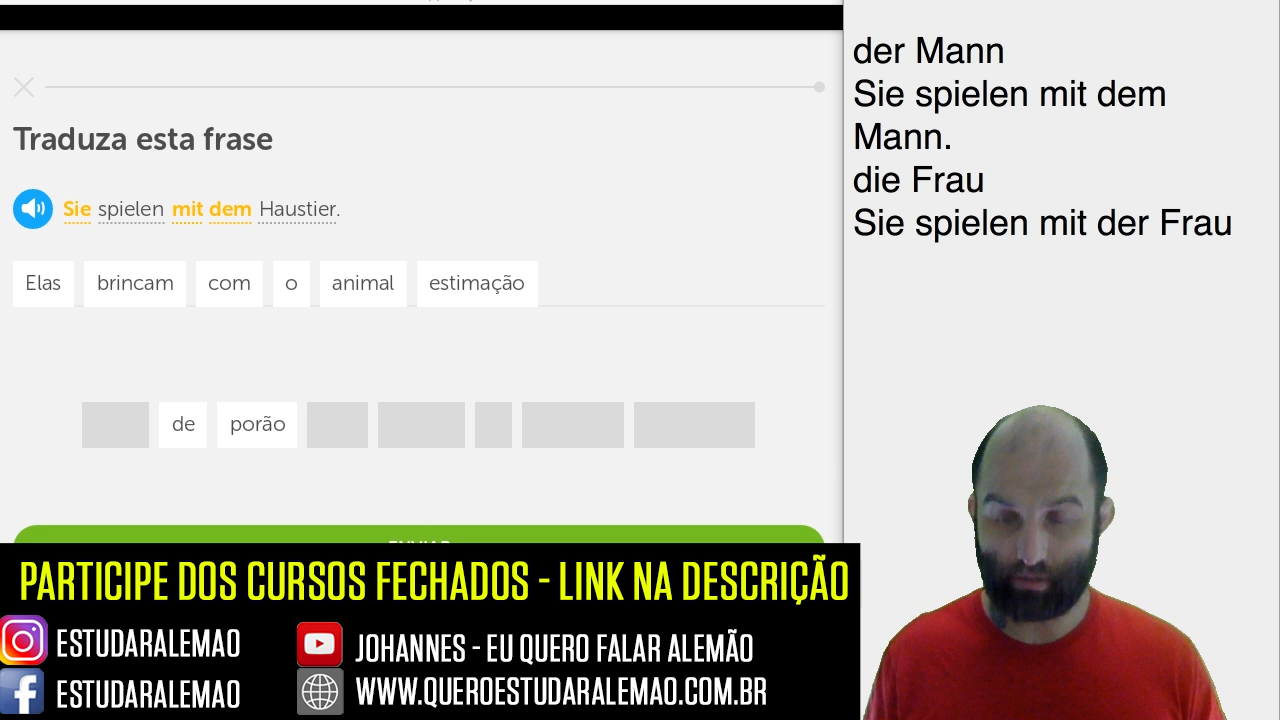 Traduza esta frase
Sie spielen mit dem Haustier.
Elas brincam com o animal estimação
de porão
der Mann
Sie spielen mit dem
Mann.
die Frau
Sie spielen mit der Frau
PARTICIPE DOS CURSOS FECHADOS - LINK NA DESCRIÇÃO
ESTUDARALEMAO
JOHANNES - EU QUERO FALAR ALEMÃO
ESTUDARALEMAO
WWW.QUEROESTUDARALEMAO.COM.BR